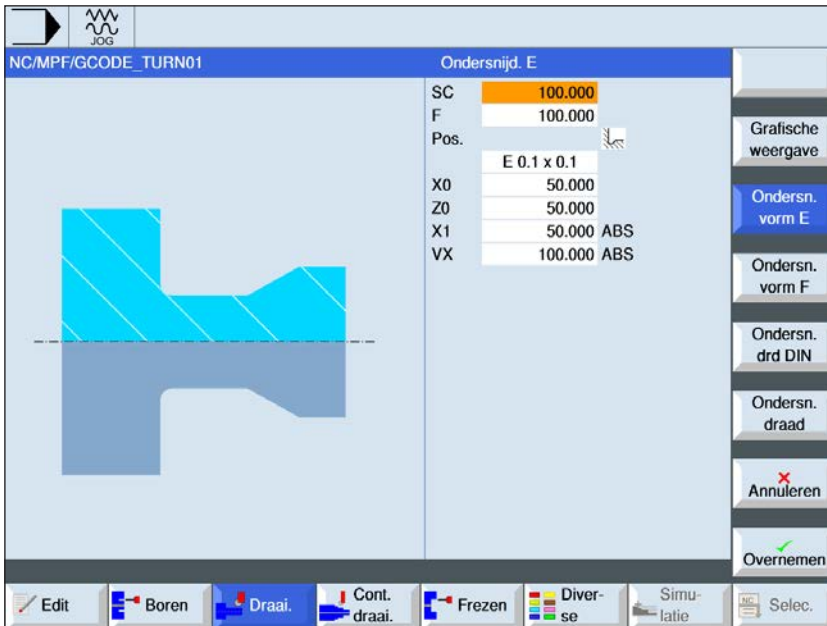 JOG
NC/MPF/GCODE_TURN01
Ondersnijd. E
SC 100.000
F 100.000
Pos.
E 0.1 x 0.1
X0 50.000
Z0 50.000
X1 50.000 ABS
VX 100.000 ABS
Grafische
weergave
Ondersn.
vorm E
Ondersn.
vorm F
Ondersn.
drd DIN
Ondersn.
draad
Annuleren
Overnemen
Edit
Boren
Draai.
Cont.
draai.
Frezen
Diver-
se
Simu-
latie
NC
Selec.